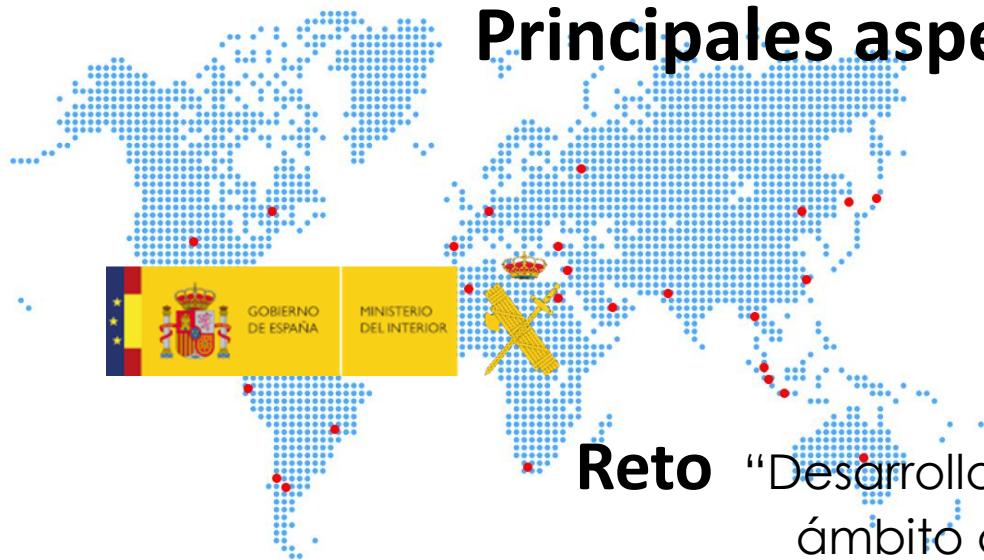 Principales aspe
GOBIERNO
DE ESPAÑA
MINISTERIO
DEL INTERIOR
Reto “Desarrollo
ámbito